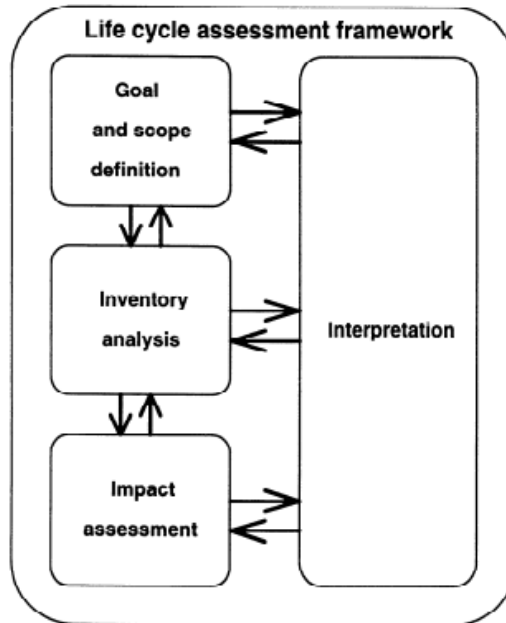 Life cycle assessment framework
Goal
and scope
definition
Inventory
analysis
Interpretation
Impact
assessment